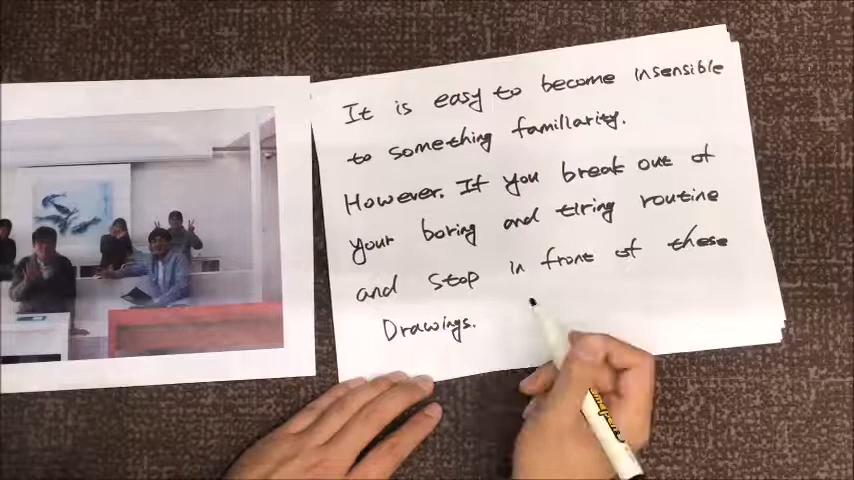 It is easy to become insensible
to something familiarity.
However. If you break out of
your boring and tiring routine
and stop in front of these
Drawings.